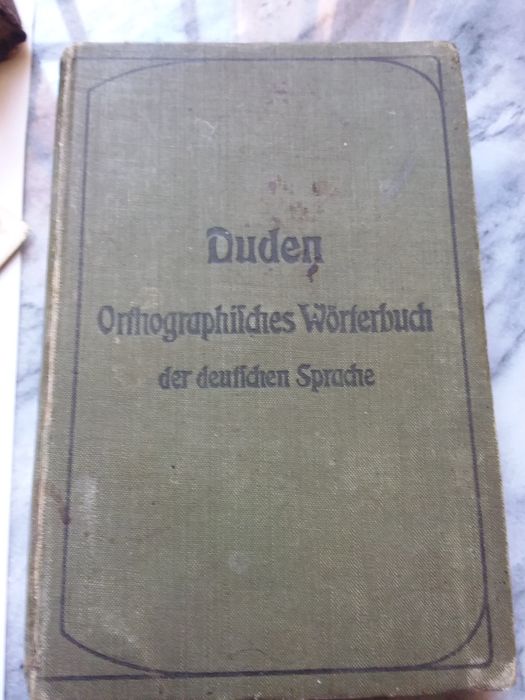 Duden
Orthographiſches Wörterbuch
der deutſchen Sprache